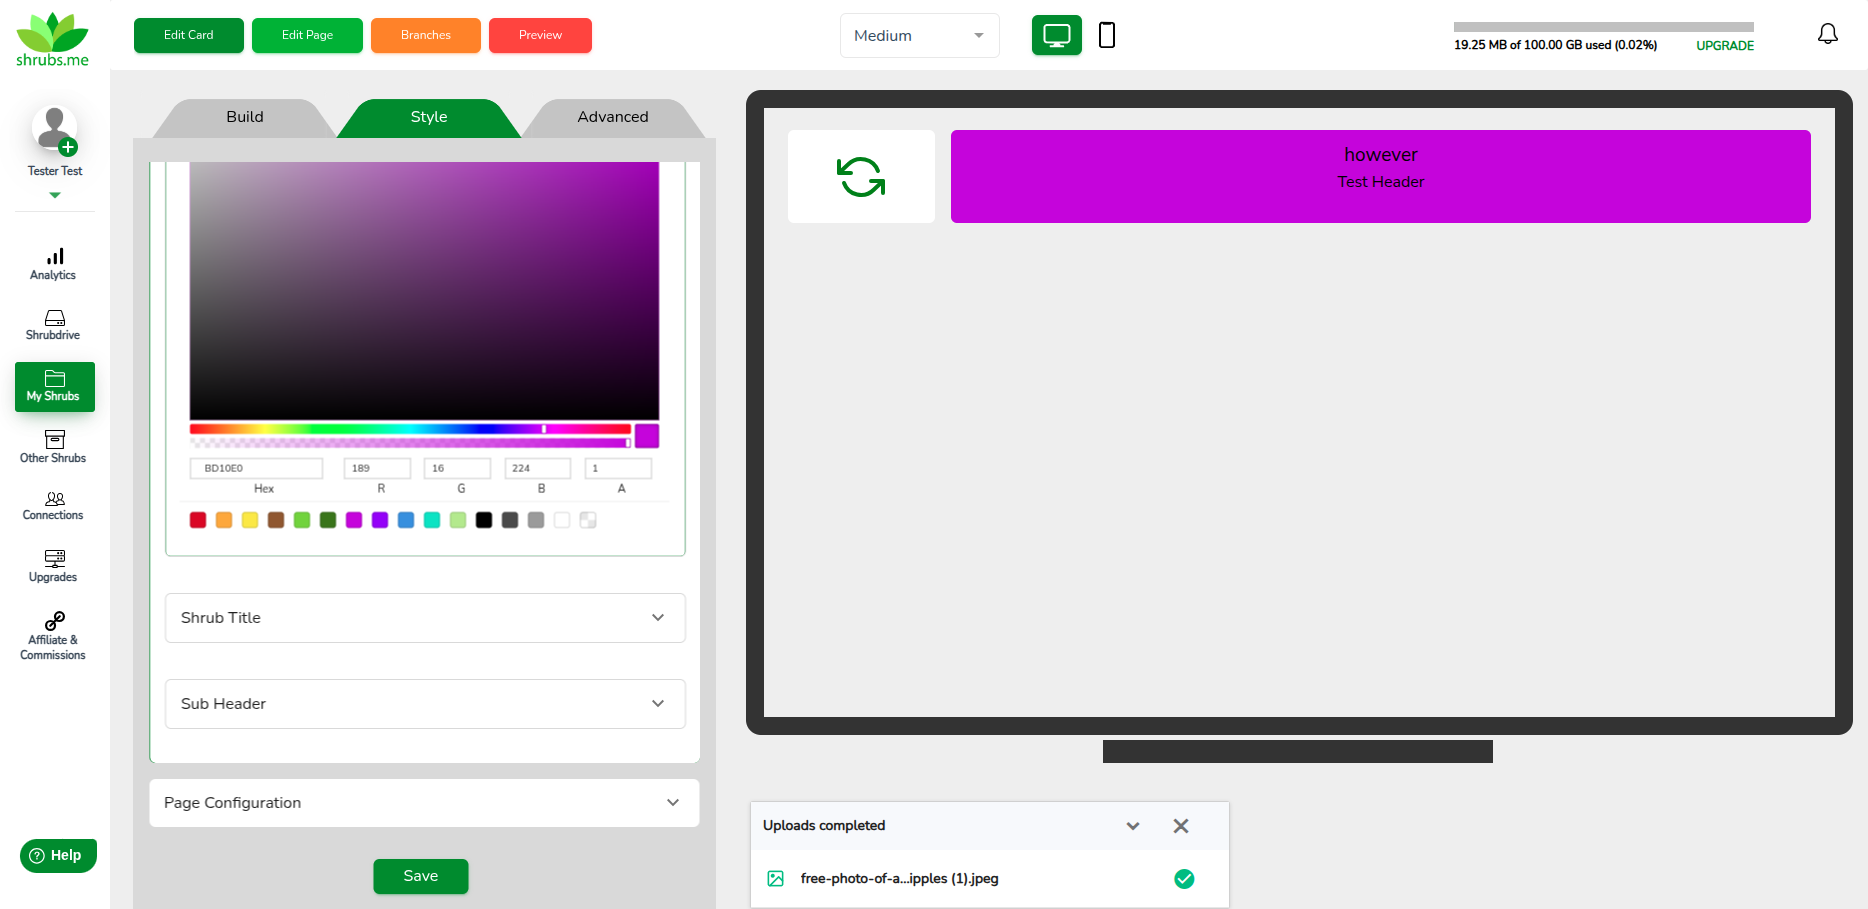 shrubs.me
Edit Card
Edit Page
Branches
Preview
Medium
19.25 MB of 100.00 GB used (0.02%)
UPGRADE
Tester Test
Analytics
Shrubdrive
My Shrubs
Other Shrubs
Connections
Upgrades
Affiliate &
Commissions
Help
Build
Style
Advanced
BD10E0
189
16
224
1
Hex
R
G
B
A
Shrub Title
Sub Header
Page Configuration
Save
however
Test Header
Uploads completed
free-photo-of-a...ipples (1).jpeg